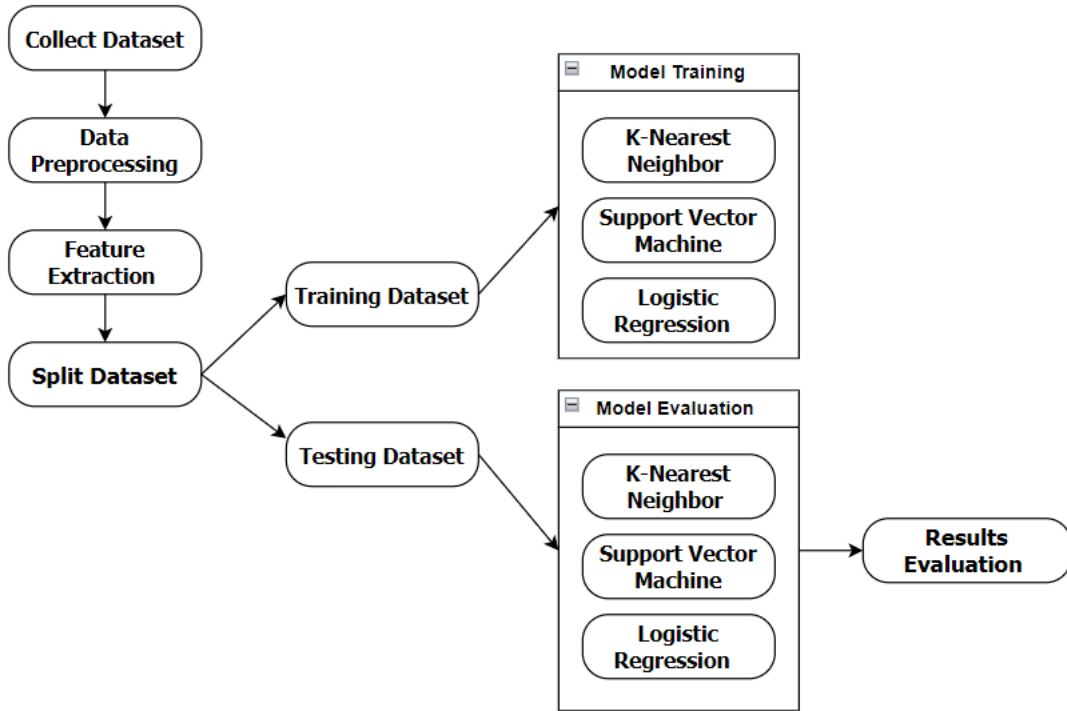 Collect Dataset
Data
Preprocessing
Feature
Extraction
Split Dataset
Training Dataset
Testing Dataset
Model Training
K-Nearest
Neighbor
Support Vector
Machine
Logistic
Regression
Model Evaluation
K-Nearest
Neighbor
Support Vector
Machine
Logistic
Regression
Results
Evaluation